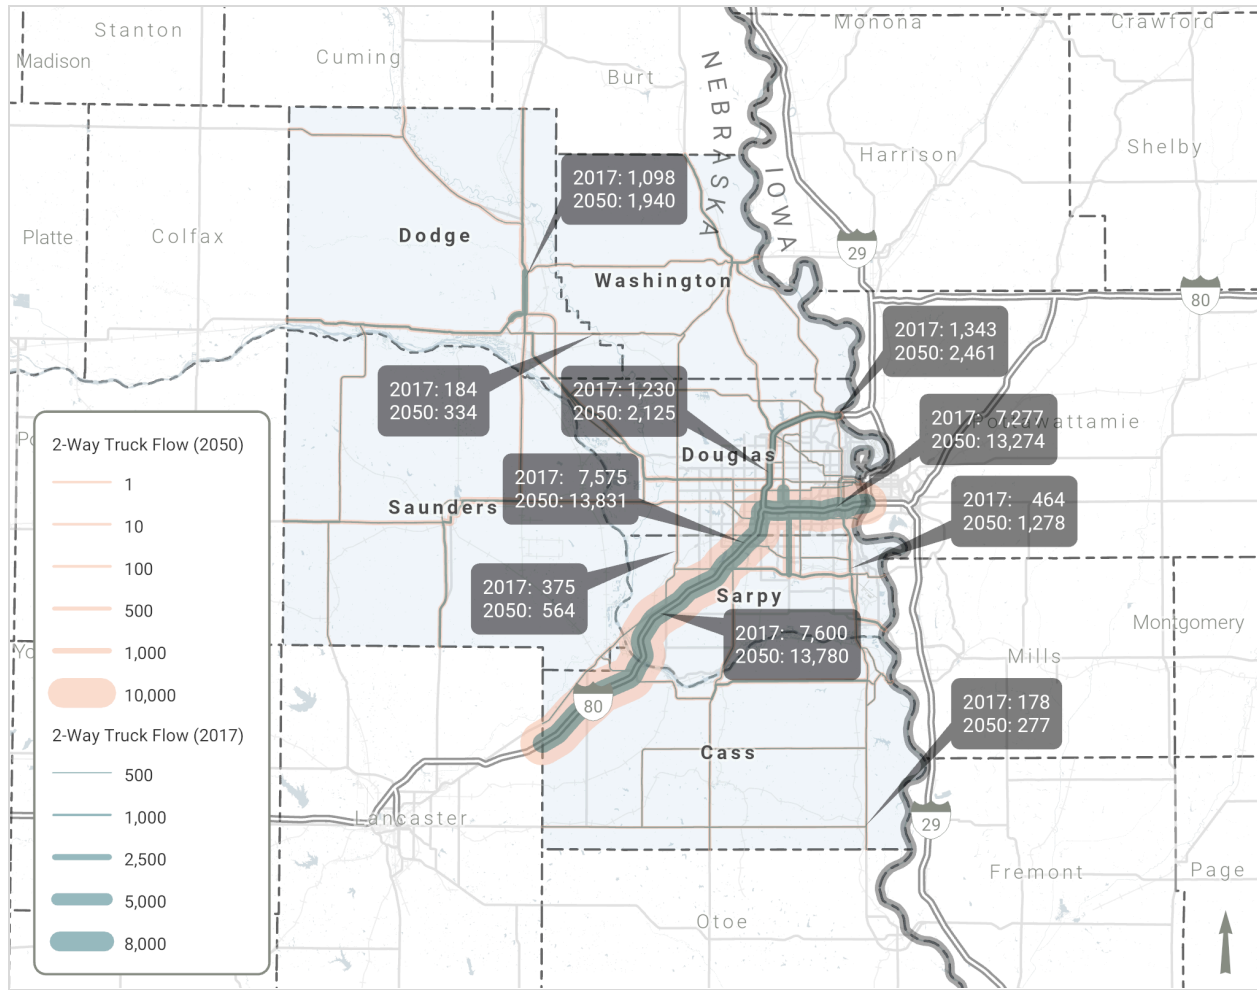 Monona
Crawford
Stanton
Cuming
Madison
Burt
NEBRASKA
IOWA
Harrison
Shelby
2017: 1,098
2050: 1,940
Platte
Colfax
Dodge
29
Washington
80
2017: 1,343
2050: 2,461
2017: 184
2050: 334
2017: 1,230
2050: 2,125
2017: 7,277
2050: 13,274
Pottawattamie
Douglas
2017: 7,575
2050: 13,831
2017: 464
2050: 1,278
Saunders
2017: 375
2050: 564
Sarpy
2017: 7,600
2050: 13,780
Montgomery
Mills
80
2017: 178
2050: 277
Cass
Lancaster
29
Fremont
Page
Otoe
2-Way Truck Flow (2050)
1
10
100
500
1,000
10,000
2-Way Truck Flow (2017)
500
1,000
2,500
5,000
8,000